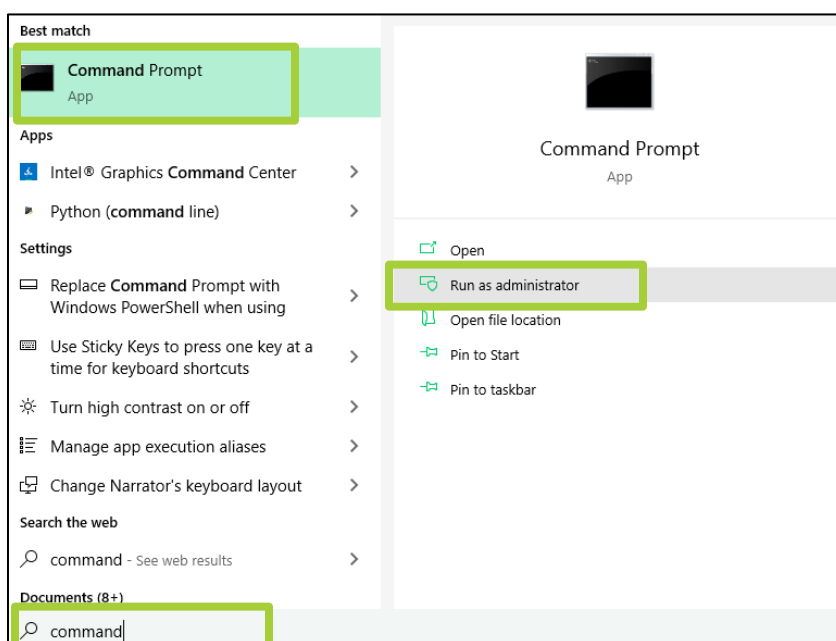 Best match
Command Prompt
App
Apps
Intel® Graphics Command Center
Python (command line)
Settings
Replace Command Prompt with
Windows PowerShell when using
Use Sticky Keys to press one key at a
time for keyboard shortcuts
Turn high contrast on or off
Manage app execution aliases
Change Narrator's keyboard layout
Search the web
command - See web results
Documents (8+)
command
Command Prompt
App
Open
Run as administrator
Open file location
Pin to Start
Pin to taskbar